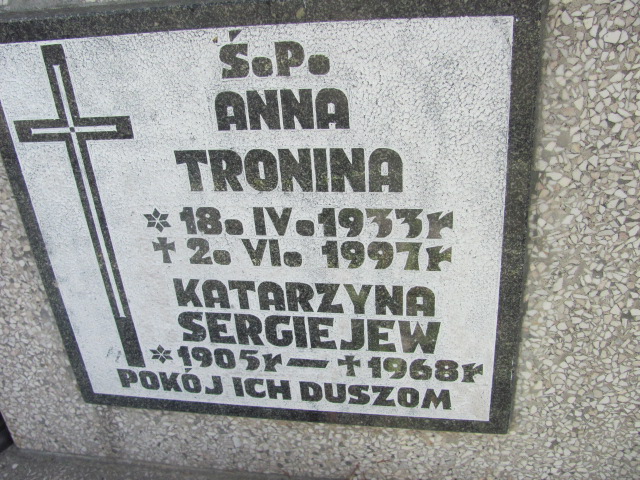 Ś.P.
ANNA
TRONINA
* 18. IV. 1933 r
† 2. VI. 1997 r
KATARZYNA
SERGIEJEW
* 1905 r — † 1968 r
POKÓJ ICH DUSZOM